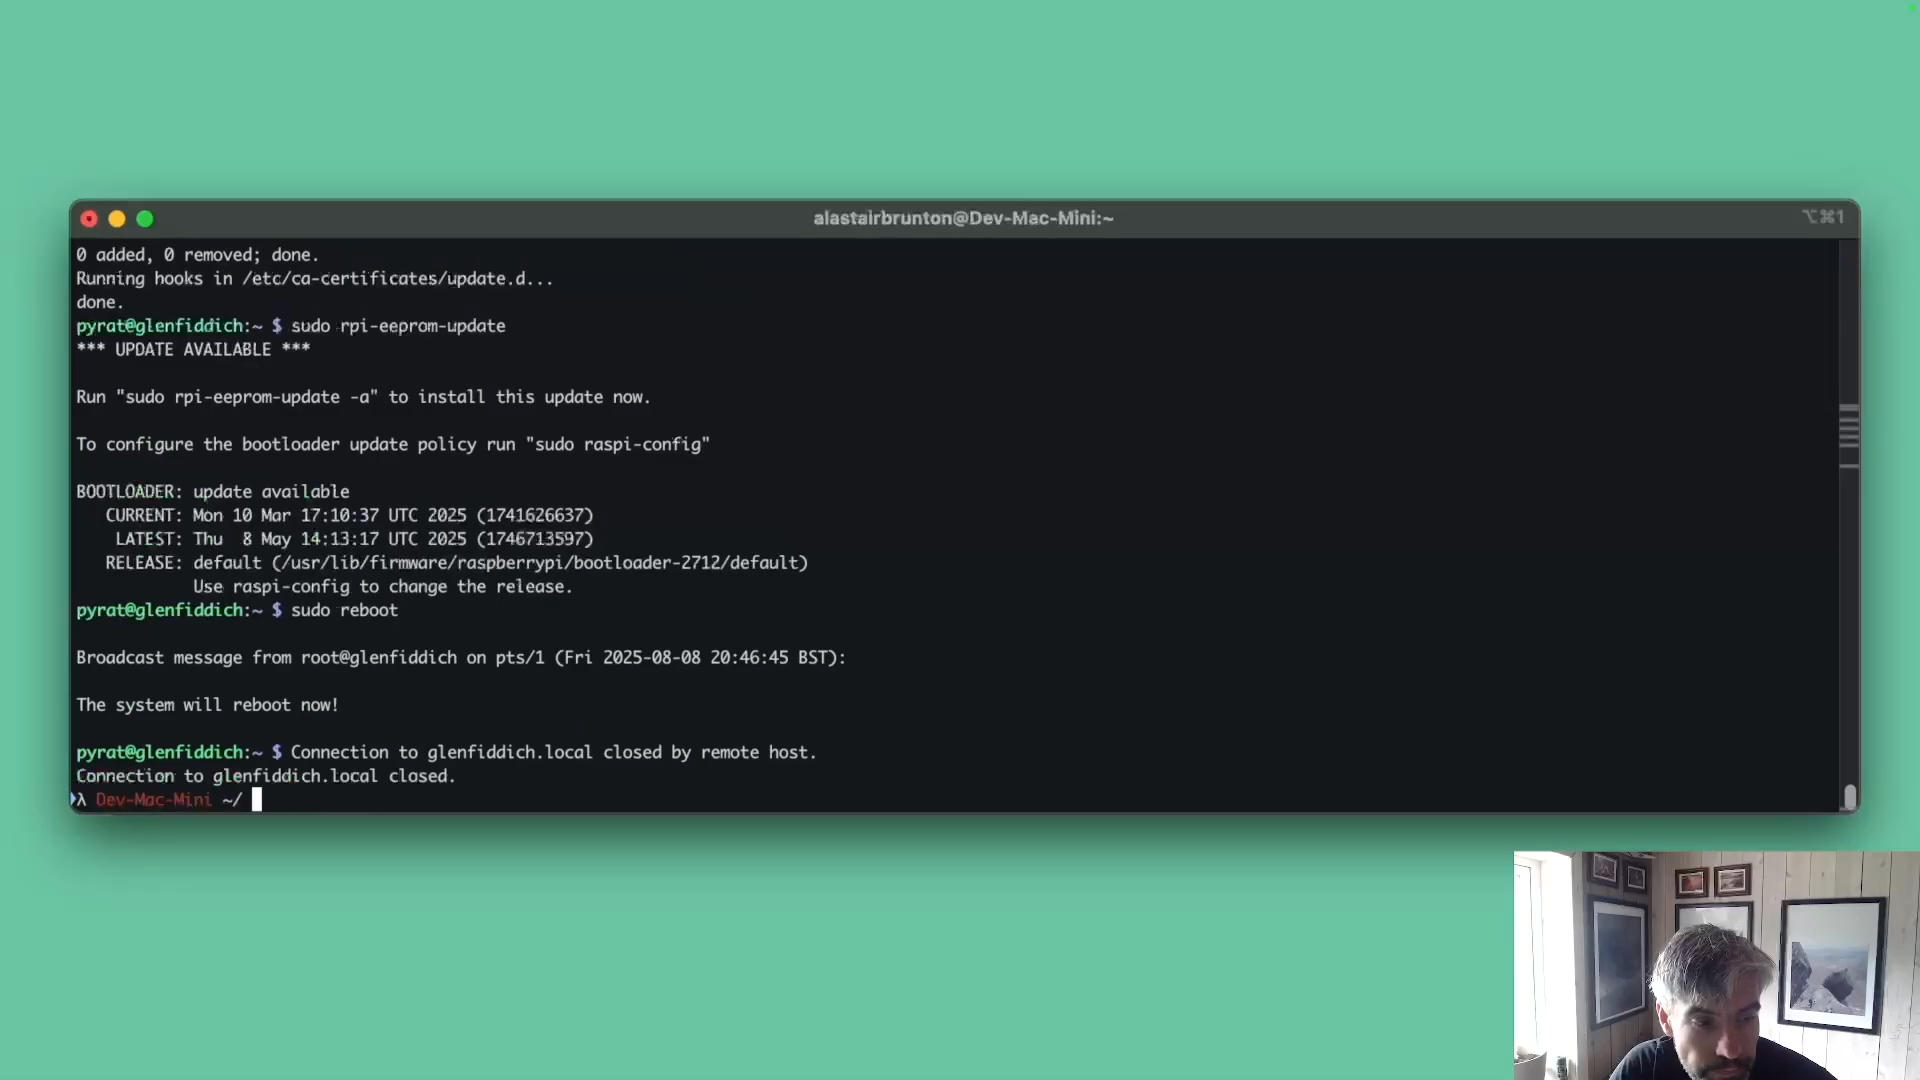 alastairbrunton@Dev-Mac-Mini:~
⌥⌘1
0 added, 0 removed; done.
Running hooks in /etc/ca-certificates/update.d...
done.
pyrat@glenfiddich:~ $ sudo rpi-eeprom-update
*** UPDATE AVAILABLE ***
Run "sudo rpi-eeprom-update -a" to install this update now.
To configure the bootloader update policy run "sudo raspi-config"
BOOTLOADER: update available
CURRENT: Mon 10 Mar 17:10:37 UTC 2025 (1741626637)
LATEST: Thu  8 May 14:13:17 UTC 2025 (1746713597)
RELEASE: default (/usr/lib/firmware/raspberrypi/bootloader-2712/default)
Use raspi-config to change the release.
pyrat@glenfiddich:~ $ sudo reboot
Broadcast message from root@glenfiddich on pts/1 (Fri 2025-08-08 20:46:45 BST):
The system will reboot now!
pyrat@glenfiddich:~ $ Connection to glenfiddich.local closed by remote host.
Connection to glenfiddich.local closed.
λ Dev-Mac-Mini ~/